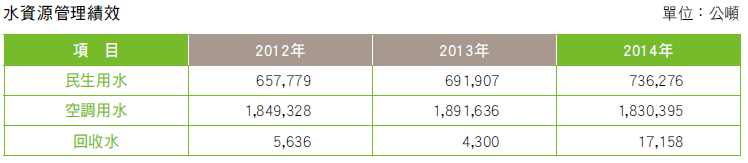 水資源管理績效 單位：公噸
項 目 2012年 2013年 2014年
民生用水 657,779 691,907 736,276
空調用水 1,849,328 1,891,636 1,830,395
回收水 5,636 4,300 17,158